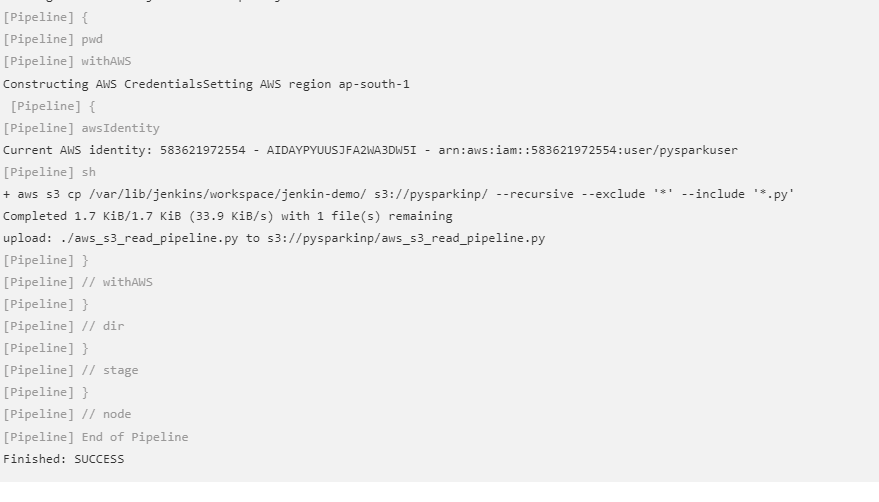 [Pipeline] {
[Pipeline] pwd
[Pipeline] withAWS
Constructing AWS CredentialsSetting AWS region ap-south-1
[Pipeline] {
[Pipeline] awsIdentity
Current AWS identity: 583621972554 - AIDAYPYUUSJFA2WA3DW5I - arn:aws:iam::583621972554:user/pysparkuser
[Pipeline] sh
+ aws s3 cp /var/lib/jenkins/workspace/jenkin-demo/ s3://pysparkinp/ --recursive --exclude '*' --include '*.py'
Completed 1.7 KiB/1.7 KiB (33.9 KiB/s) with 1 file(s) remaining
upload: ./aws_s3_read_pipeline.py to s3://pysparkinp/aws_s3_read_pipeline.py
[Pipeline] }
[Pipeline] // withAWS
[Pipeline] }
[Pipeline] // dir
[Pipeline] }
[Pipeline] // stage
[Pipeline] }
[Pipeline] // node
[Pipeline] End of Pipeline
Finished: SUCCESS